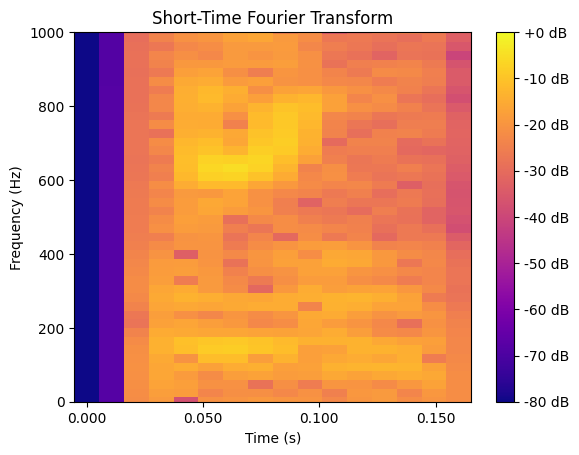 Short-Time Fourier Transform
1000
800
600
400
200
0
Frequency (Hz)
0.000
0.050
0.100
0.150
Time (s)
+0 dB
-10 dB
-20 dB
-30 dB
-40 dB
-50 dB
-60 dB
-70 dB
-80 dB